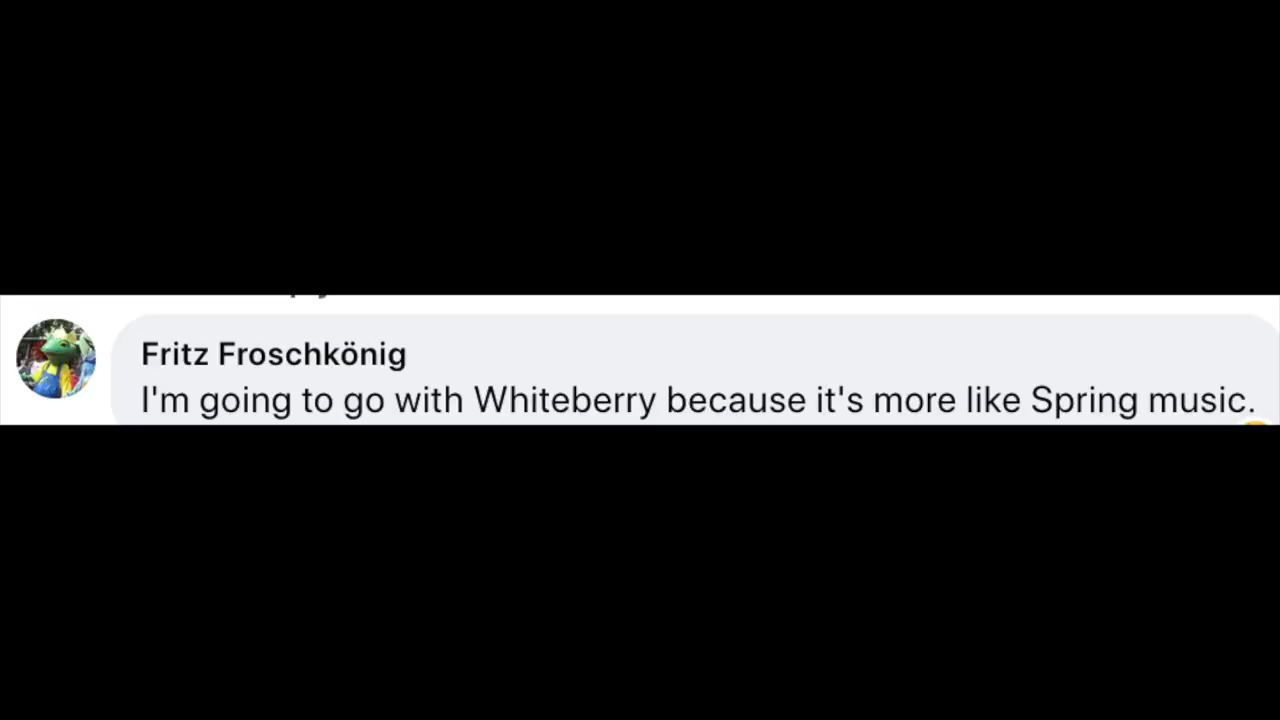 Fritz Froschkönig
I'm going to go with Whiteberry because it's more like Spring music.